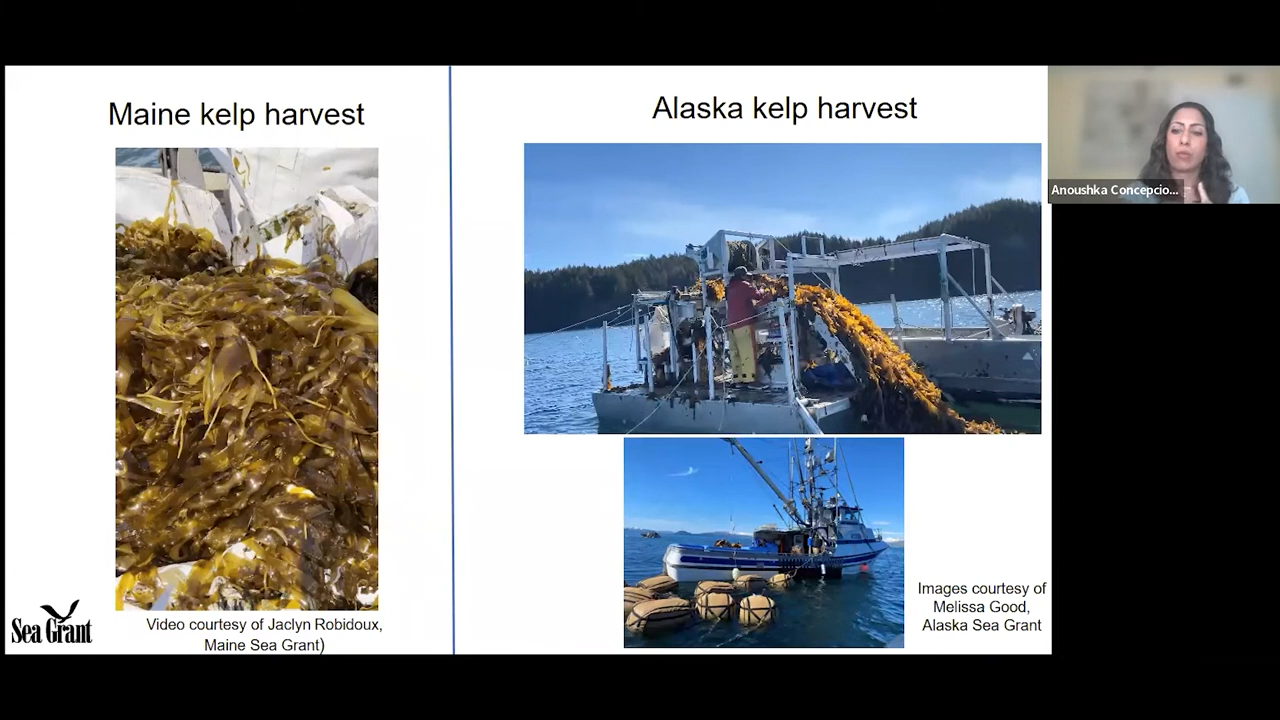 Maine kelp harvest
Alaska kelp harvest
Anoushka Concepcio...
Images courtesy of
Melissa Good,
Alaska Sea Grant
Sea Grant
Video courtesy of Jaclyn Robidoux,
Maine Sea Grant)